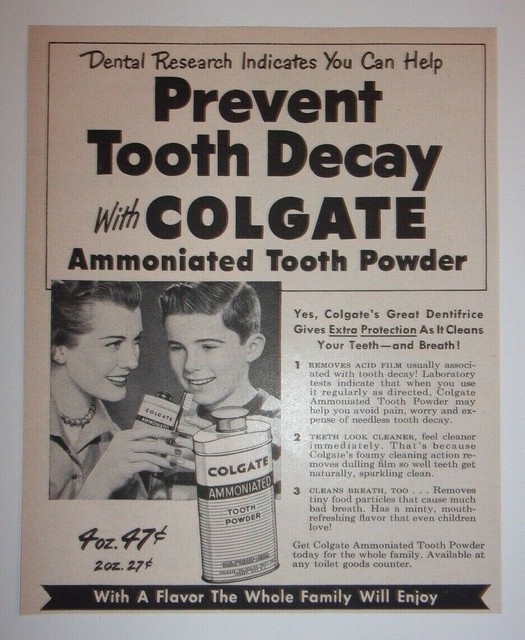 Dental Research Indicates You Can Help
Prevent
Tooth Decay
With COLGATE
Ammoniated Tooth Powder
Yes, Colgate's Great Dentifrice
Gives Extra Protection As It Cleans
Your Teeth—and Breath!
1 REMOVES ACID FILM usually associ-
ated with tooth decay! Laboratory
tests indicate that when you use
it regularly as directed, Colgate
Ammoniated Tooth Powder may
help you avoid pain, worry and ex-
pense of needless tooth decay.
2 TEETH LOOK CLEANER, feel cleaner
immediately. That's because
Colgate's foamy cleaning action re-
moves dulling film so well teeth get
naturally, sparkling clean.
3 CLEANS BREATH, TOO . . . Removes
tiny food particles that cause much
bad breath. Has a minty, mouth-
refreshing flavor that even children
love!
Get Colgate Ammoniated Tooth Powder
today for the whole family. Available at
any toilet goods counter.
COLGATE
AMMONIATED
COLGATE
AMMONIATED
TOOTH
POWDER
4 oz. 47¢
2 oz. 27¢
With A Flavor The Whole Family Will Enjoy